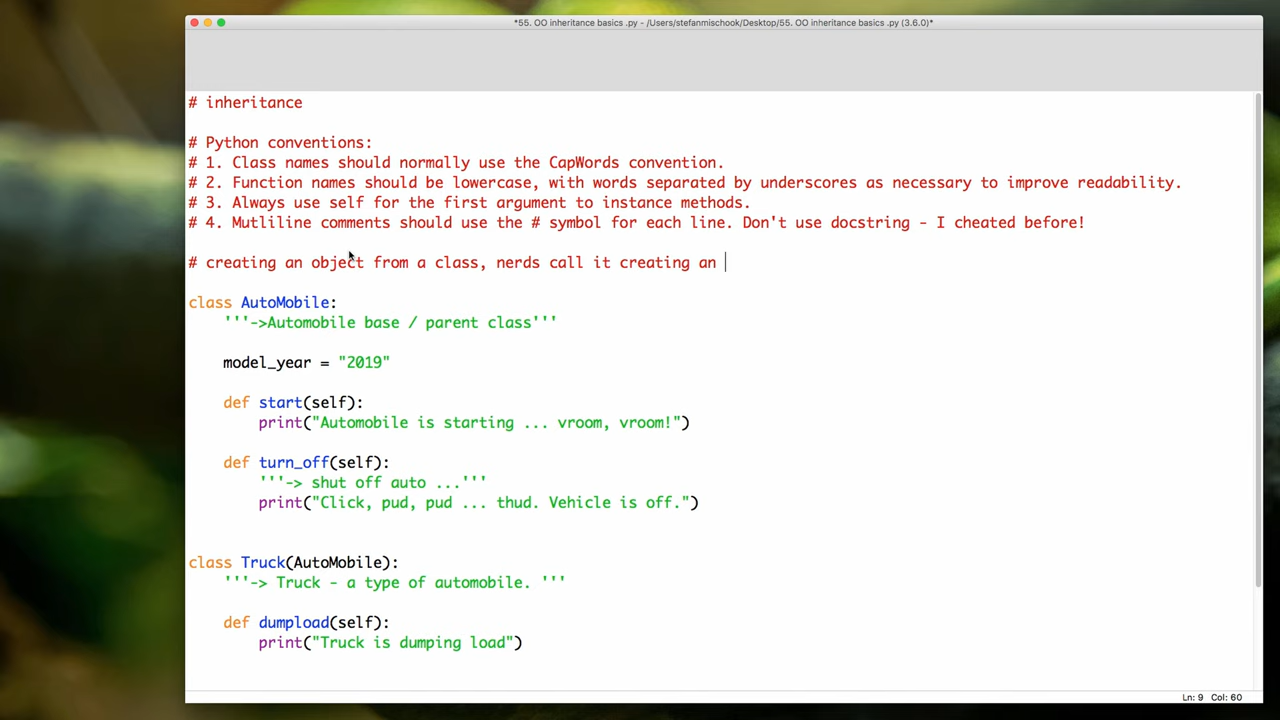 *55. OO inheritance basics .py - /Users/stefanmischook/Desktop/55. OO inheritance basics .py (3.6.0)*
# inheritance
# Python conventions:
# 1. Class names should normally use the CapWords convention.
# 2. Function names should be lowercase, with words separated by underscores as necessary to improve readability.
# 3. Always use self for the first argument to instance methods.
# 4. Mutliline comments should use the # symbol for each line. Don't use docstring - I cheated before!
# creating an object from a class, nerds call it creating an
class AutoMobile:
'''->Automobile base / parent class'''
model_year = "2019"
def start(self):
print("Automobile is starting ... vroom, vroom!")
def turn_off(self):
'''-> shut off auto ...'''
print("Click, pud, pud ... thud. Vehicle is off.")
class Truck(AutoMobile):
'''-> Truck - a type of automobile. '''
def dumpload(self):
print("Truck is dumping load")
Ln: 9 Col: 60